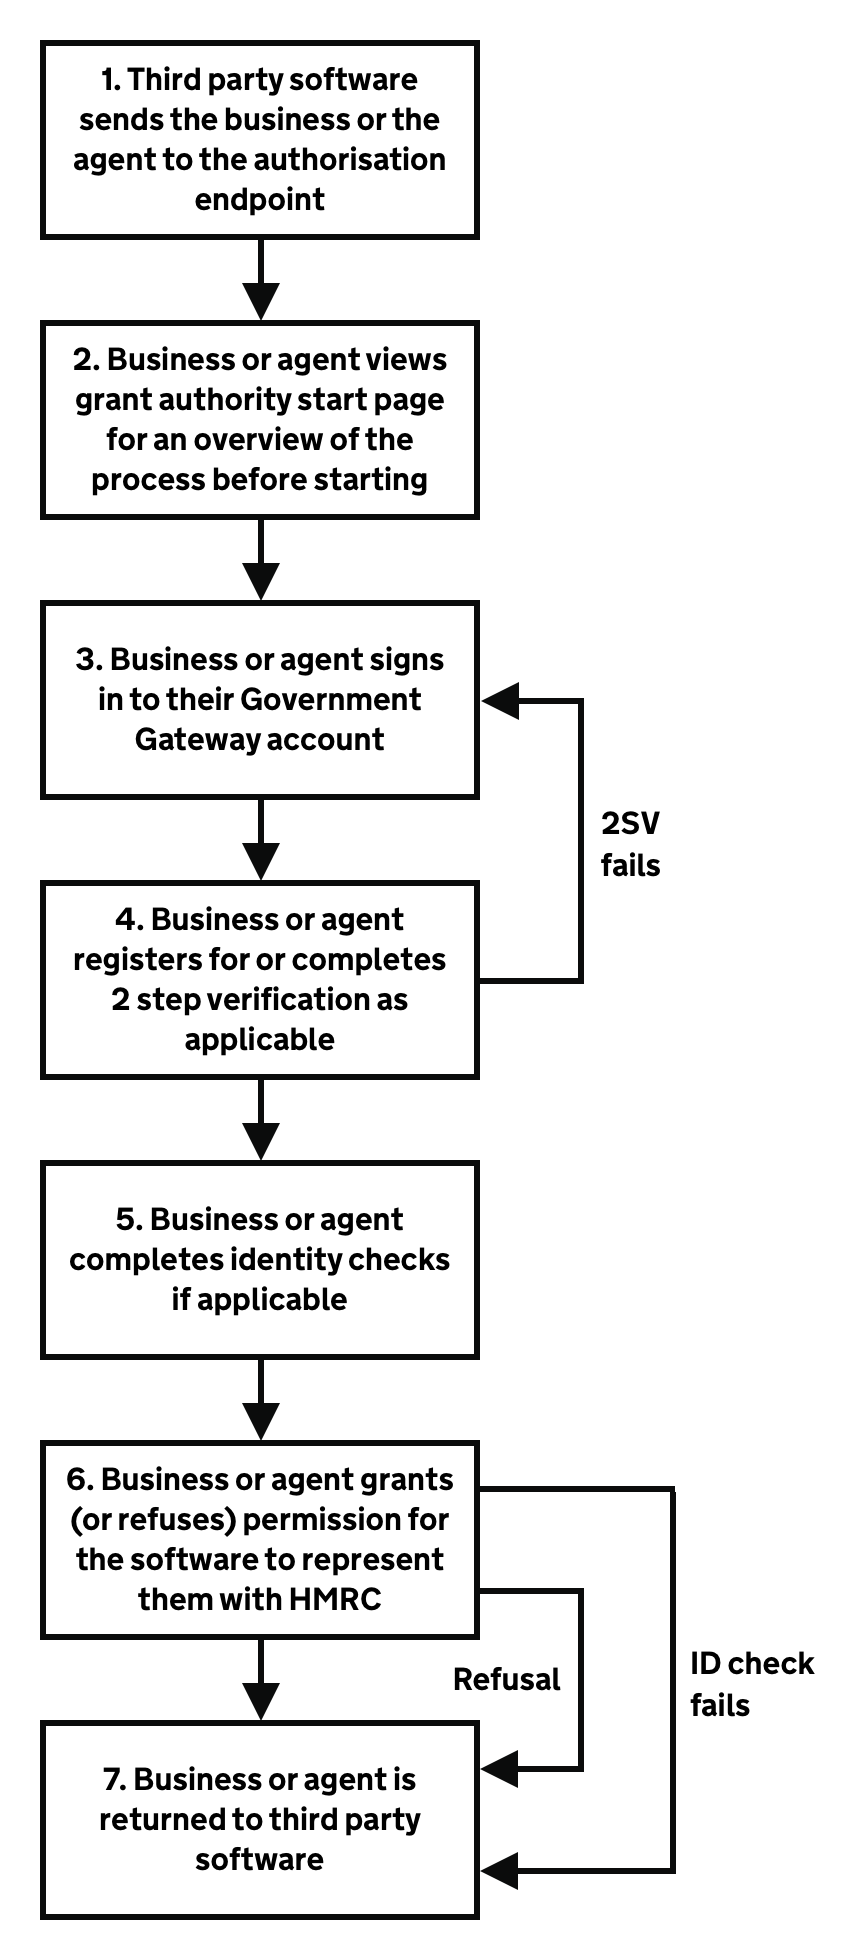 1. Third party software
sends the business or the
agent to the authorisation
endpoint
2. Business or agent views
grant authority start page
for an overview of the
process before starting
3. Business or agent signs
in to their Government
Gateway account
2SV
fails
4. Business or agent
registers for or completes
2 step verification as
applicable
5. Business or agent
completes identity checks
if applicable
6. Business or agent grants
(or refuses) permission for
the software to represent
them with HMRC
Refusal
ID check
fails
7. Business or agent is
returned to third party
software